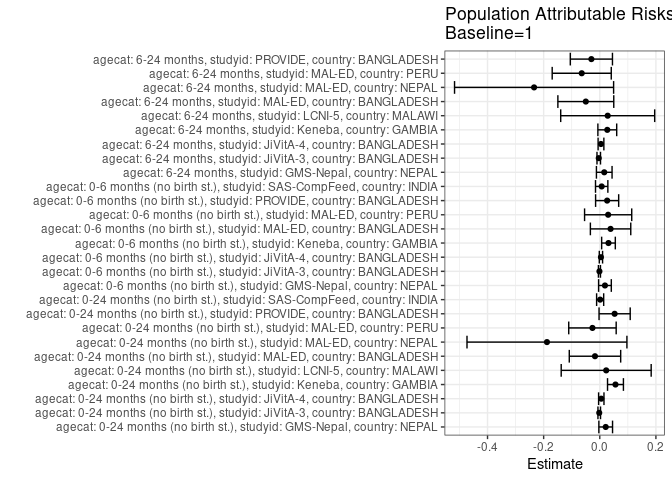 Population Attributable Risks
Baseline=1
agecat: 6-24 months, studyid: PROVIDE, country: BANGLADESH
agecat: 6-24 months, studyid: MAL-ED, country: PERU
agecat: 6-24 months, studyid: MAL-ED, country: NEPAL
agecat: 6-24 months, studyid: MAL-ED, country: BANGLADESH
agecat: 6-24 months, studyid: LCNI-5, country: MALAWI
agecat: 6-24 months, studyid: Keneba, country: GAMBIA
agecat: 6-24 months, studyid: JiVitA-4, country: BANGLADESH
agecat: 6-24 months, studyid: JiVitA-3, country: BANGLADESH
agecat: 6-24 months, studyid: GMS-Nepal, country: NEPAL
agecat: 0-6 months (no birth st.), studyid: SAS-CompFeed, country: INDIA
agecat: 0-6 months (no birth st.), studyid: PROVIDE, country: BANGLADESH
agecat: 0-6 months (no birth st.), studyid: MAL-ED, country: PERU
agecat: 0-6 months (no birth st.), studyid: MAL-ED, country: BANGLADESH
agecat: 0-6 months (no birth st.), studyid: Keneba, country: GAMBIA
agecat: 0-6 months (no birth st.), studyid: JiVitA-4, country: BANGLADESH
agecat: 0-6 months (no birth st.), studyid: JiVitA-3, country: BANGLADESH
agecat: 0-6 months (no birth st.), studyid: GMS-Nepal, country: NEPAL
agecat: 0-24 months (no birth st.), studyid: SAS-CompFeed, country: INDIA
agecat: 0-24 months (no birth st.), studyid: PROVIDE, country: BANGLADESH
agecat: 0-24 months (no birth st.), studyid: MAL-ED, country: PERU
agecat: 0-24 months (no birth st.), studyid: MAL-ED, country: NEPAL
agecat: 0-24 months (no birth st.), studyid: MAL-ED, country: BANGLADESH
agecat: 0-24 months (no birth st.), studyid: LCNI-5, country: MALAWI
agecat: 0-24 months (no birth st.), studyid: Keneba, country: GAMBIA
agecat: 0-24 months (no birth st.), studyid: JiVitA-4, country: BANGLADESH
agecat: 0-24 months (no birth st.), studyid: JiVitA-3, country: BANGLADESH
agecat: 0-24 months (no birth st.), studyid: GMS-Nepal, country: NEPAL
-0.4 -0.2 0.0 0.2
Estimate